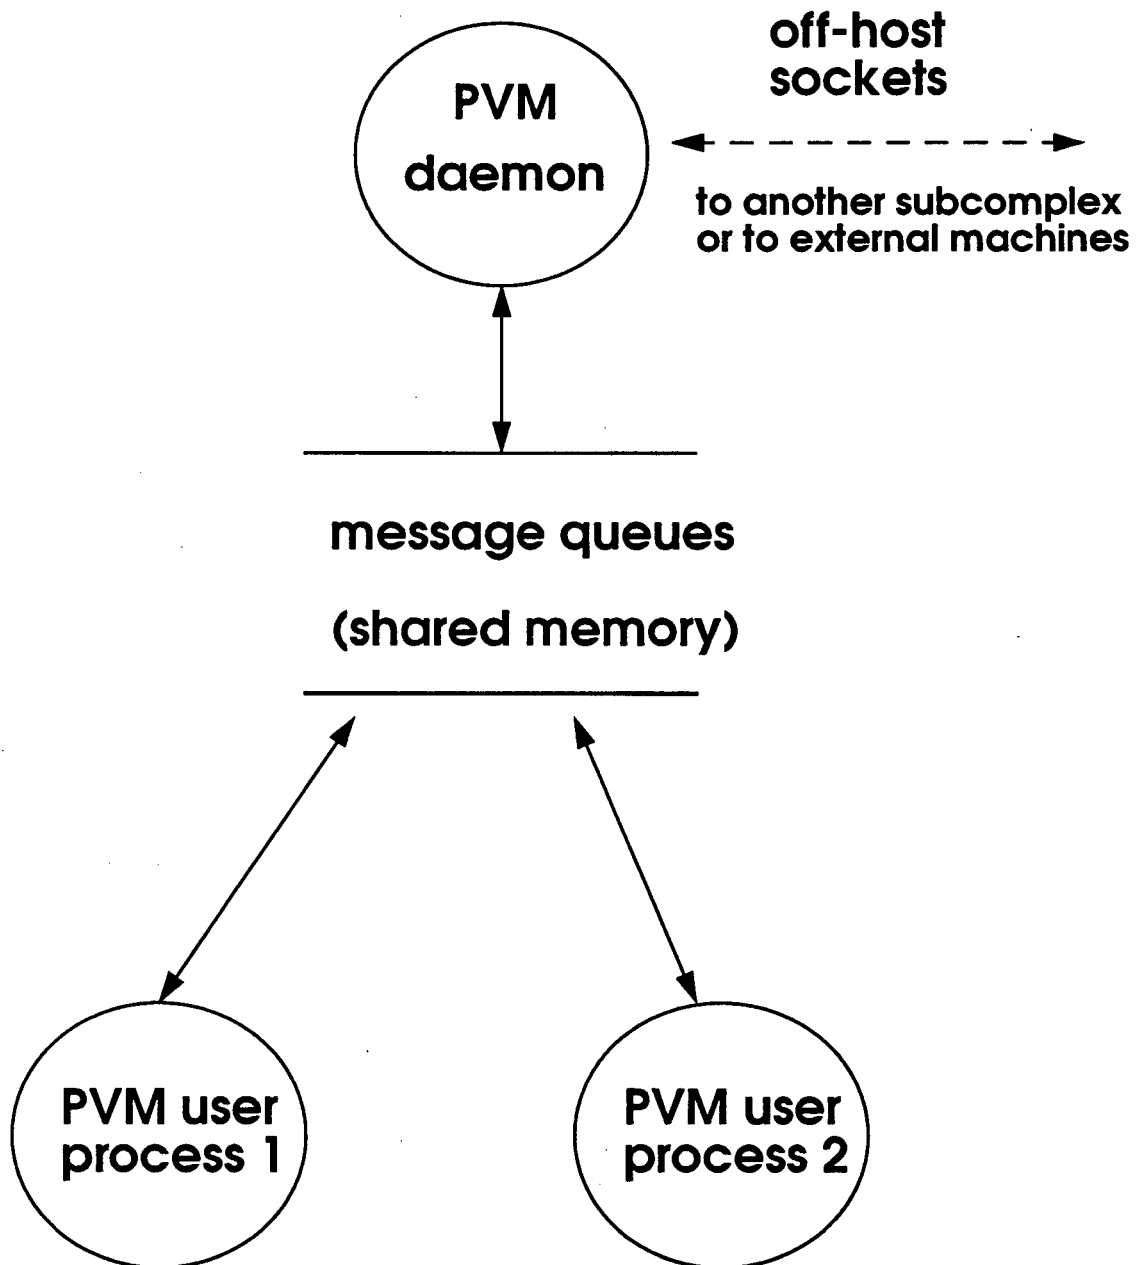 off-host
sockets
PVM
daemon
to another subcomplex
or to external machines
message queues
(shared memory)
PVM user
process 1
PVM user
process 2